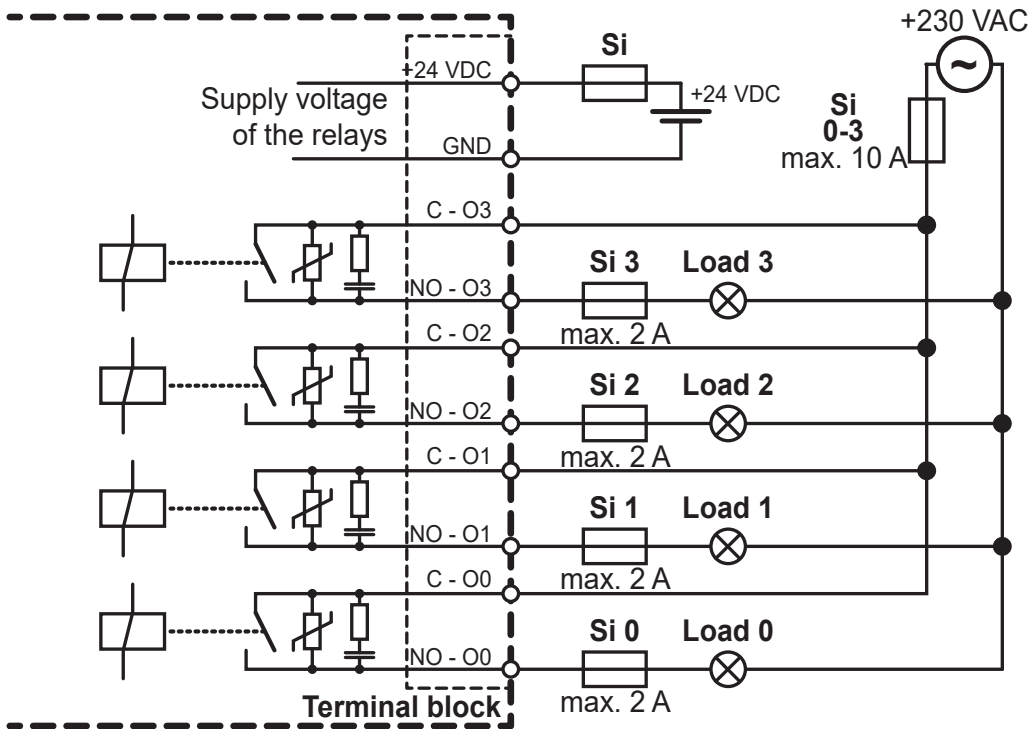 +230 VAC
Si
+24 VDC
+24 VDC
Supply voltage
of the relays
GND
Si
0-3
max. 10 A
C - O3
Si 3
Load 3
NO - O3
max. 2 A
C - O2
Si 2
Load 2
NO - O2
max. 2 A
C - O1
Si 1
Load 1
NO - O1
max. 2 A
C - O0
Si 0
Load 0
NO - O0
max. 2 A
Terminal block